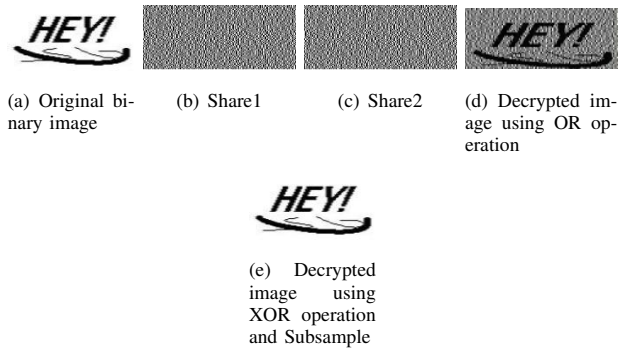 HEY!
HEY!
(a) Original bi-
nary image
(b) Share1
(c) Share2
(d) Decrypted im-
age using OR op-
eration
HEY!
(e) Decrypted
image using
XOR operation
and Subsample